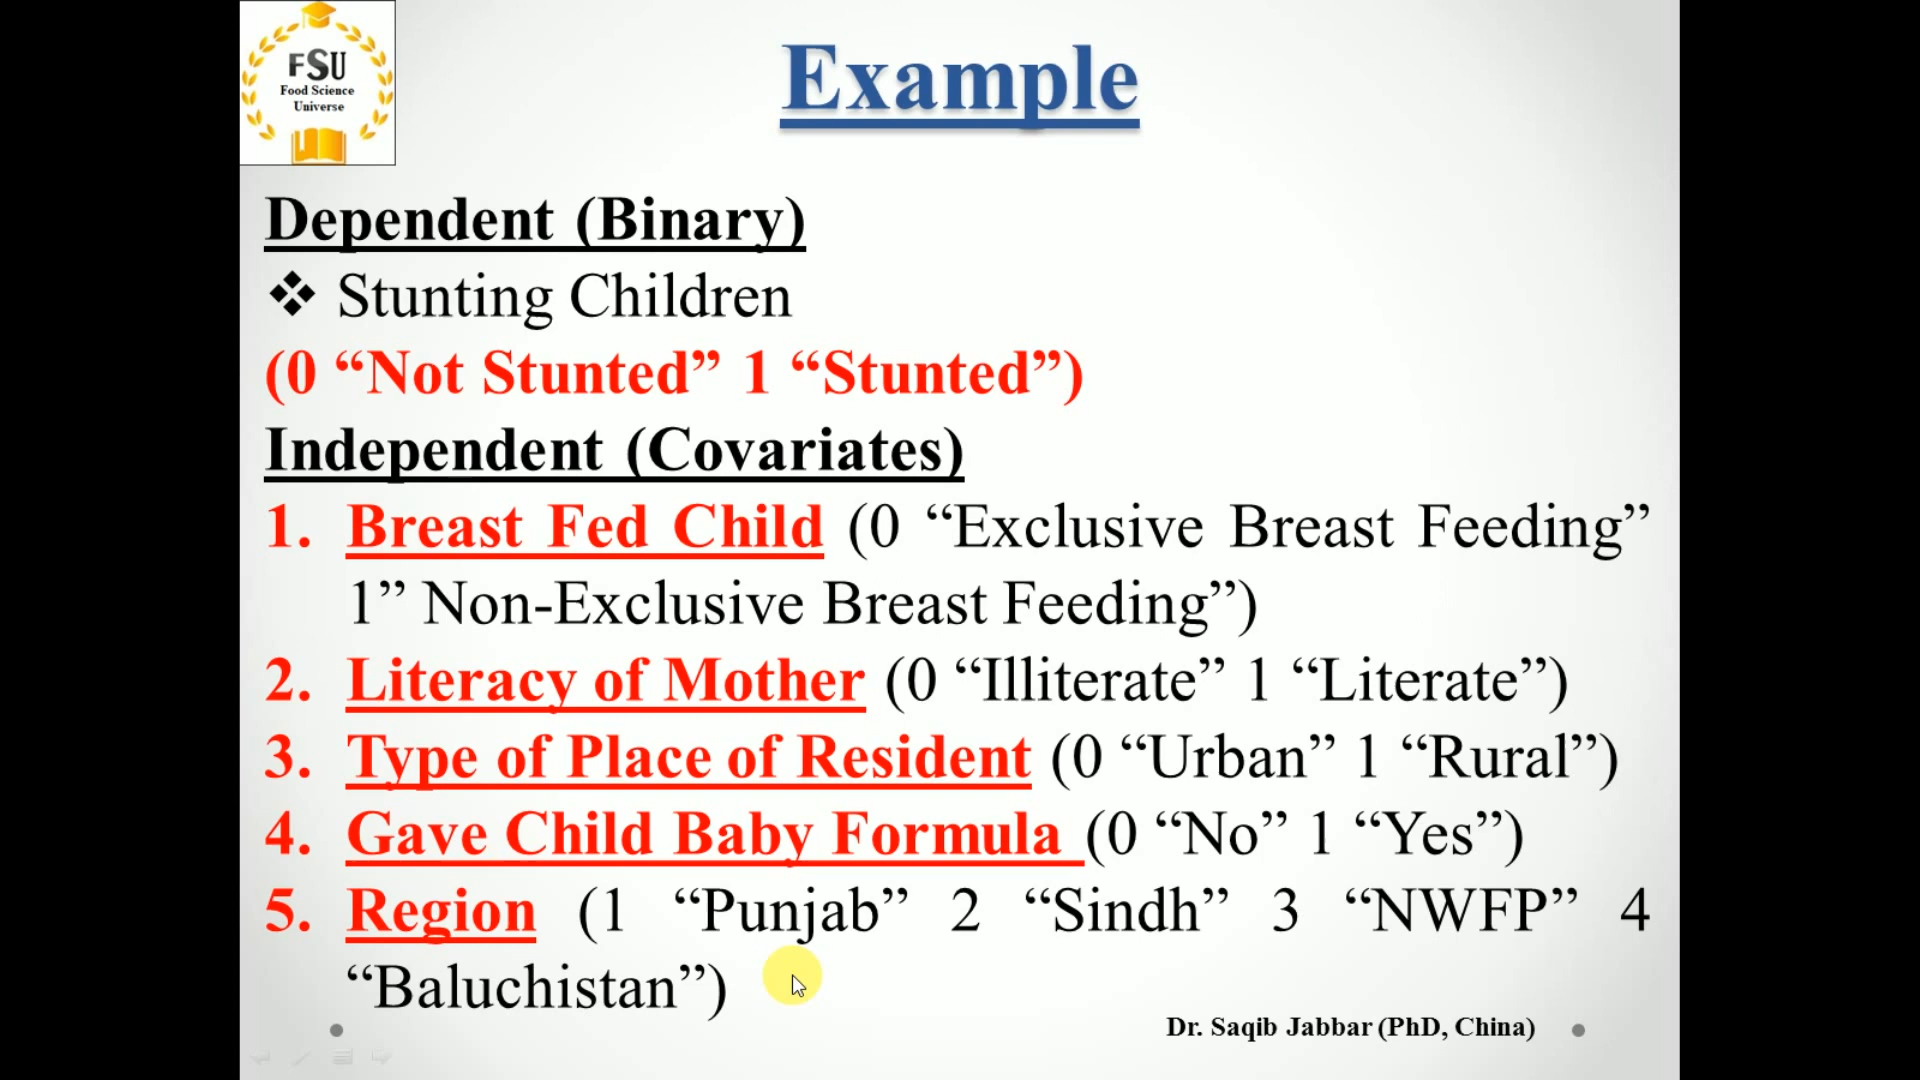 FSU
Food Science
Universe
Example
Dependent (Binary)
❖ Stunting Children
(0 “Not Stunted” 1 “Stunted”)
Independent (Covariates)
1. Breast Fed Child (0 “Exclusive Breast Feeding”
1” Non-Exclusive Breast Feeding”)
2. Literacy of Mother (0 “Illiterate” 1 “Literate”)
3. Type of Place of Resident (0 “Urban” 1 “Rural”)
4. Gave Child Baby Formula (0 “No” 1 “Yes”)
5. Region (1 “Punjab” 2 “Sindh” 3 “NWFP” 4
“Baluchistan”)
Dr. Saqib Jabbar (PhD, China)